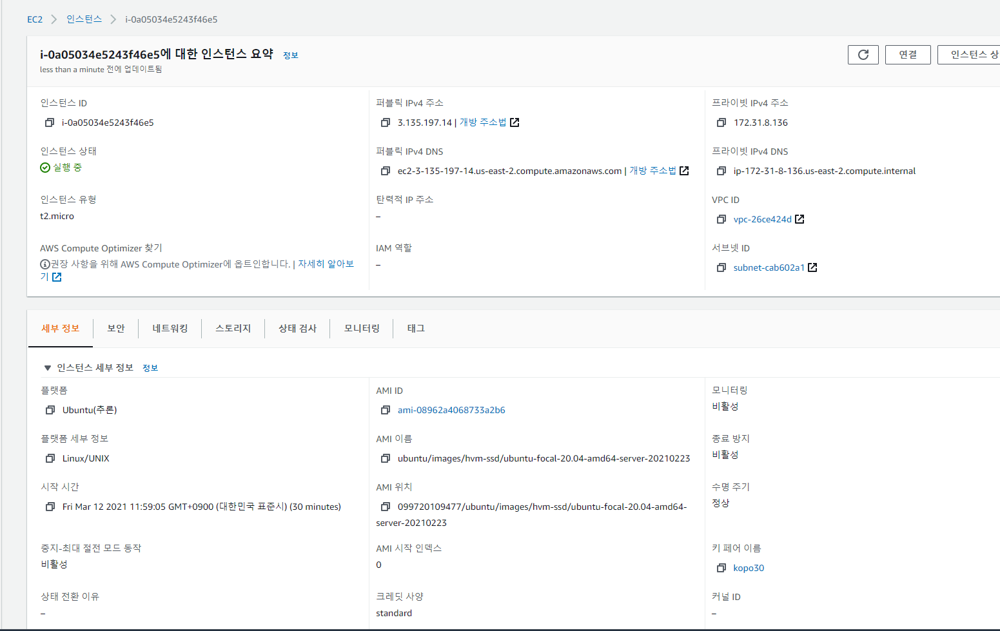 EC2 > 인스턴스 > i-0a05034e5243f46e5
i-0a05034e5243f46e5에 대한 인스턴스 요약 정보
less than a minute 전에 업데이트됨
연결
인스턴스 상
인스턴스 ID
i-0a05034e5243f46e5
퍼블릭 IPv4 주소
3.135.197.14 | 개방 주소법
프라이빗 IPv4 주소
172.31.8.136
인스턴스 상태
실행 중
퍼블릭 IPv4 DNS
ec2-3-135-197-14.us-east-2.compute.amazonaws.com | 개방 주소법
프라이빗 IPv4 DNS
ip-172-31-8-136.us-east-2.compute.internal
인스턴스 유형
t2.micro
탄력적 IP 주소
–
VPC ID
vpc-26ce424d
AWS Compute Optimizer 찾기
권장 사항을 위해 AWS Compute Optimizer에 옵트인합니다. | 자세히 알아보
기
IAM 역할
–
서브넷 ID
subnet-cab602a1
세부 정보
보안
네트워킹
스토리지
상태 검사
모니터링
태그
▼ 인스턴스 세부 정보 정보
플랫폼
Ubuntu(추론)
AMI ID
ami-08962a4068733a2b6
모니터링
비활성
플랫폼 세부 정보
Linux/UNIX
AMI 이름
ubuntu/images/hvm-ssd/ubuntu-focal-20.04-amd64-server-20210223
종료 방지
비활성
시작 시간
Fri Mar 12 2021 11:59:05 GMT+0900 (대한민국 표준시) (30 minutes)
AMI 위치
099720109477/ubuntu/images/hvm-ssd/ubuntu-focal-20.04-amd64-
server-20210223
수명 주기
정상
중지-최대 절전 모드 동작
비활성
AMI 시작 인덱스
0
키 페어 이름
kopo30
상태 전환 이유
–
크레딧 사양
standard
커널 ID
–